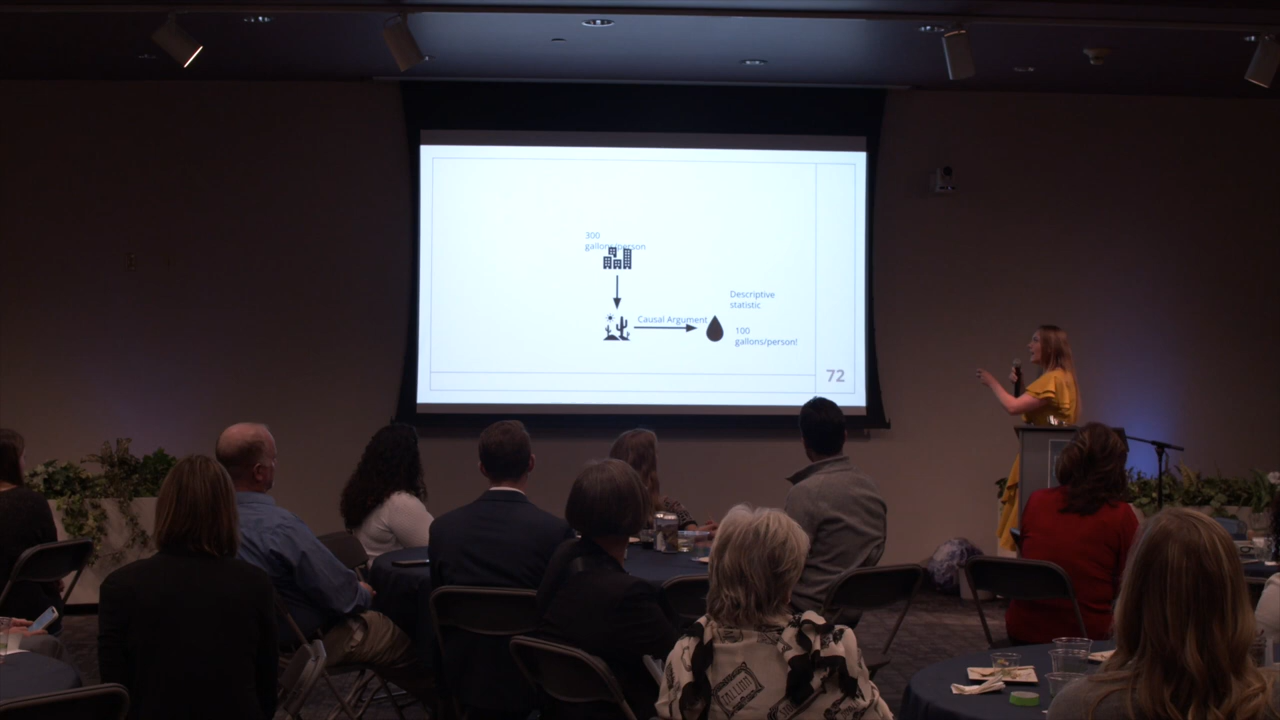 300
gallons/person
Descriptive
statistic
Causal Argument
100
gallons/person!
72